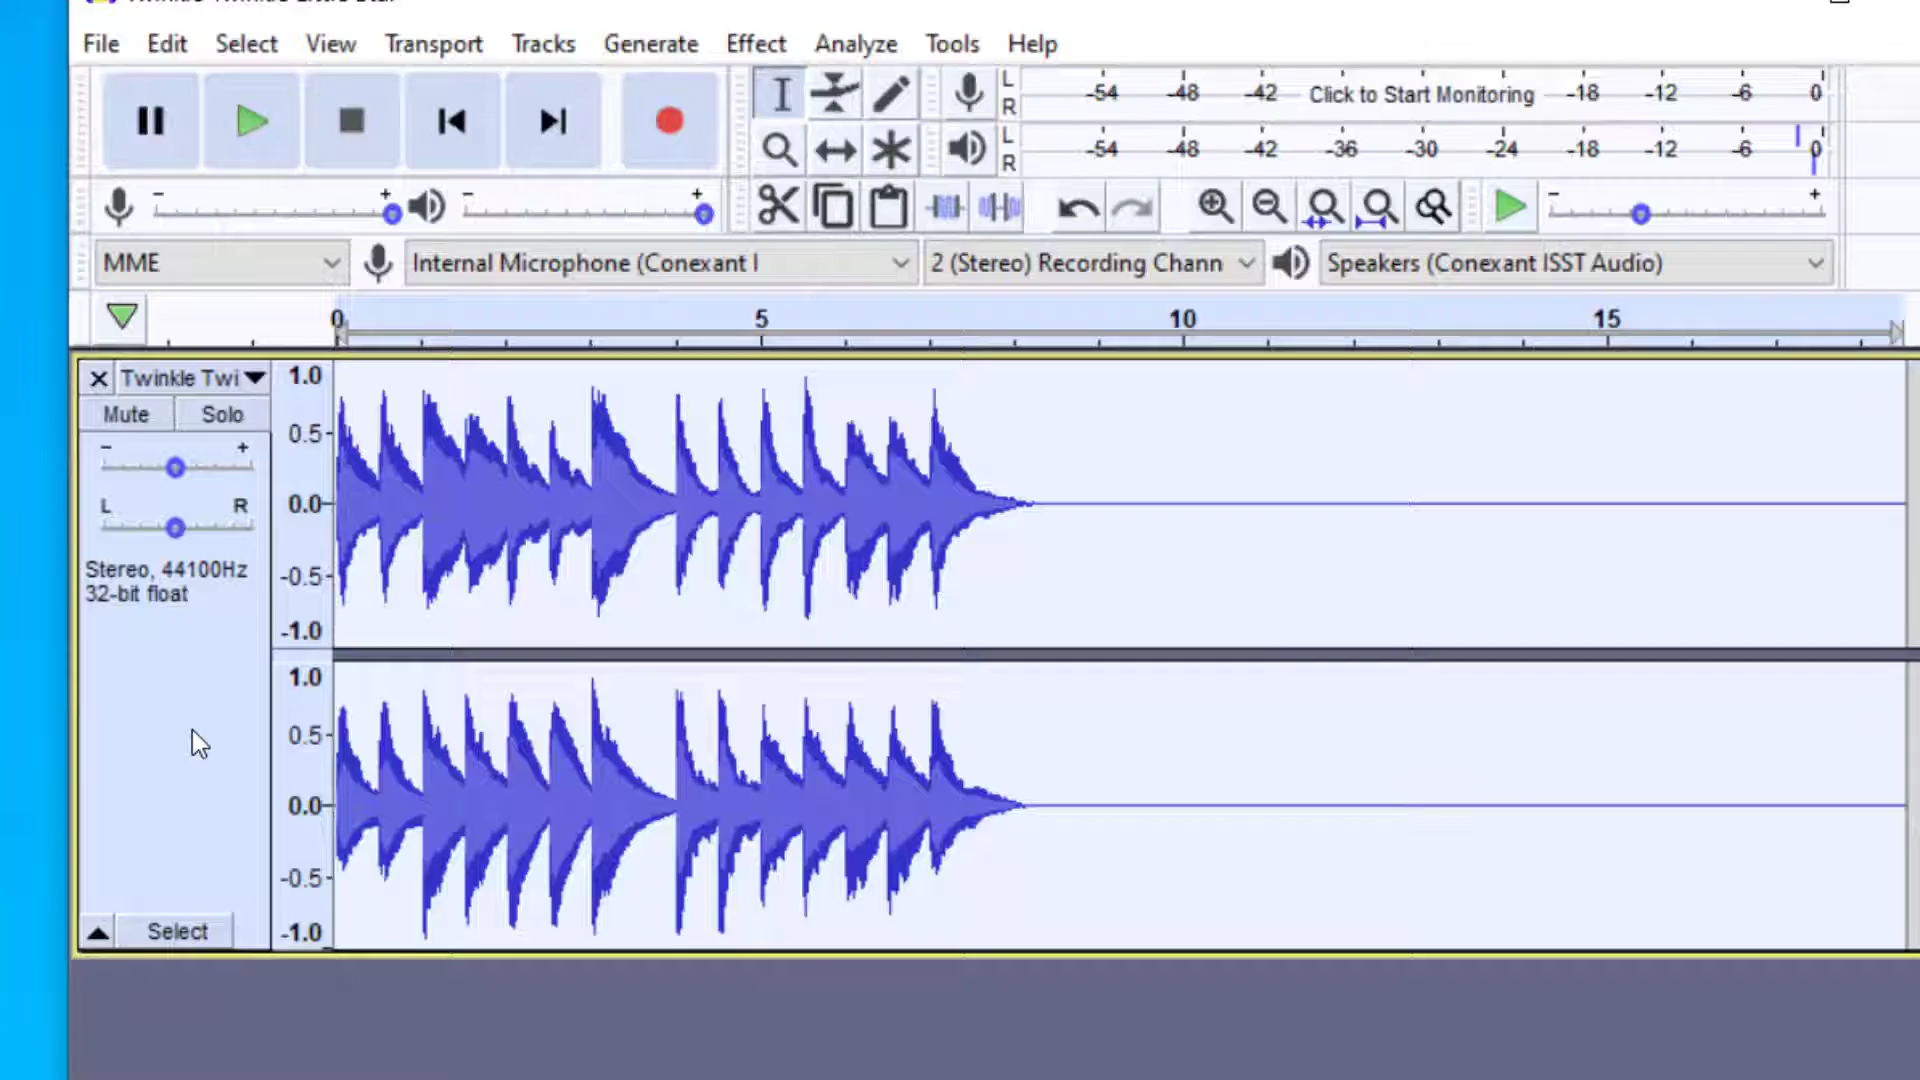 File Edit Select View Transport Tracks Generate Effect Analyze Tools Help
L
R
-54 -48 -42 Click to Start Monitoring -18 -12 -6 0
L
R
-54 -48 -42 -36 -30 -24 -18 -12 -6 0
- + - + - +
MME Internal Microphone (Conexant I 2 (Stereo) Recording Chann Speakers (Conexant ISST Audio)
0 5 10 15
Twinkle Twi
Mute Solo
- +
L R
Stereo, 44100Hz
32-bit float
Select
1.0
0.5
0.0
-0.5
-1.0
1.0
0.5
0.0
-0.5
-1.0